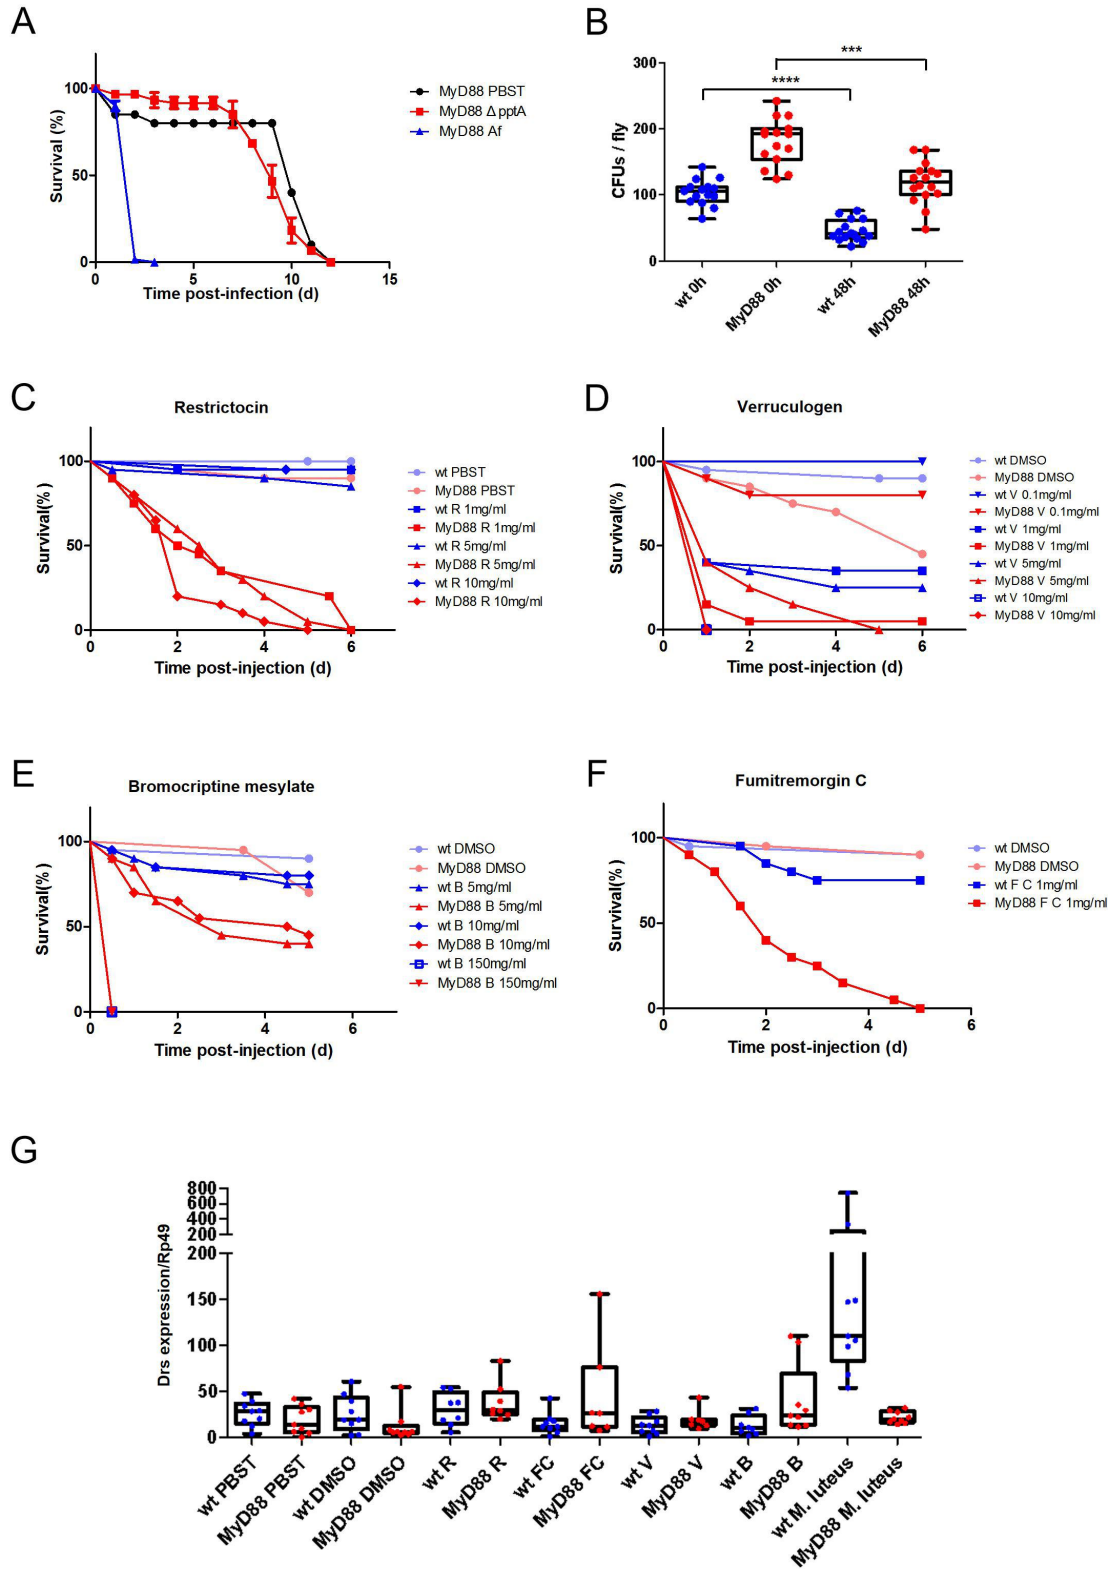 A
100
50
0
Survival (%)
0
5
10
15
Time post-infection (d)
MyD88 PBST
MyD88 Δ pptA
MyD88 Af
B
***
****
300
200
100
0
CFUs / fly
wt 0h
MyD88 0h
wt 48h
MyD88 48h
C
Restrictocin
100
50
0
Survival(%)
0
2
4
6
Time post-injection (d)
wt PBST
MyD88 PBST
wt R 1mg/ml
MyD88 R 1mg/ml
wt R 5mg/ml
MyD88 R 5mg/ml
wt R 10mg/ml
MyD88 R 10mg/ml
D
Verruculogen
100
50
0
Survival(%)
0
2
4
6
Time post-injection (d)
wt DMSO
MyD88 DMSO
wt V 0.1mg/ml
MyD88 V 0.1mg/ml
wt V 1mg/ml
MyD88 V 1mg/ml
wt V 5mg/ml
MyD88 V 5mg/ml
wt V 10mg/ml
MyD88 V 10mg/ml
E
Bromocriptine mesylate
100
50
0
Survival(%)
0
2
4
6
Time post-injection (d)
wt DMSO
MyD88 DMSO
wt B 5mg/ml
MyD88 B 5mg/ml
wt B 10mg/ml
MyD88 B 10mg/ml
wt B 150mg/ml
MyD88 B 150mg/ml
F
Fumitremorgin C
100
50
0
Survival(%)
0
2
4
6
Time post-injection (d)
wt DMSO
MyD88 DMSO
wt F C 1mg/ml
MyD88 F C 1mg/ml
G
800
600
400
200
200
150
100
50
0
Drs expression/Rp49
wt PBST
MyD88 PBST
wt DMSO
MyD88 DMSO
wt R
MyD88 R
wt FC
MyD88 FC
wt V
MyD88 V
wt B
MyD88 B
wt M. luteus
MyD88 M. luteus